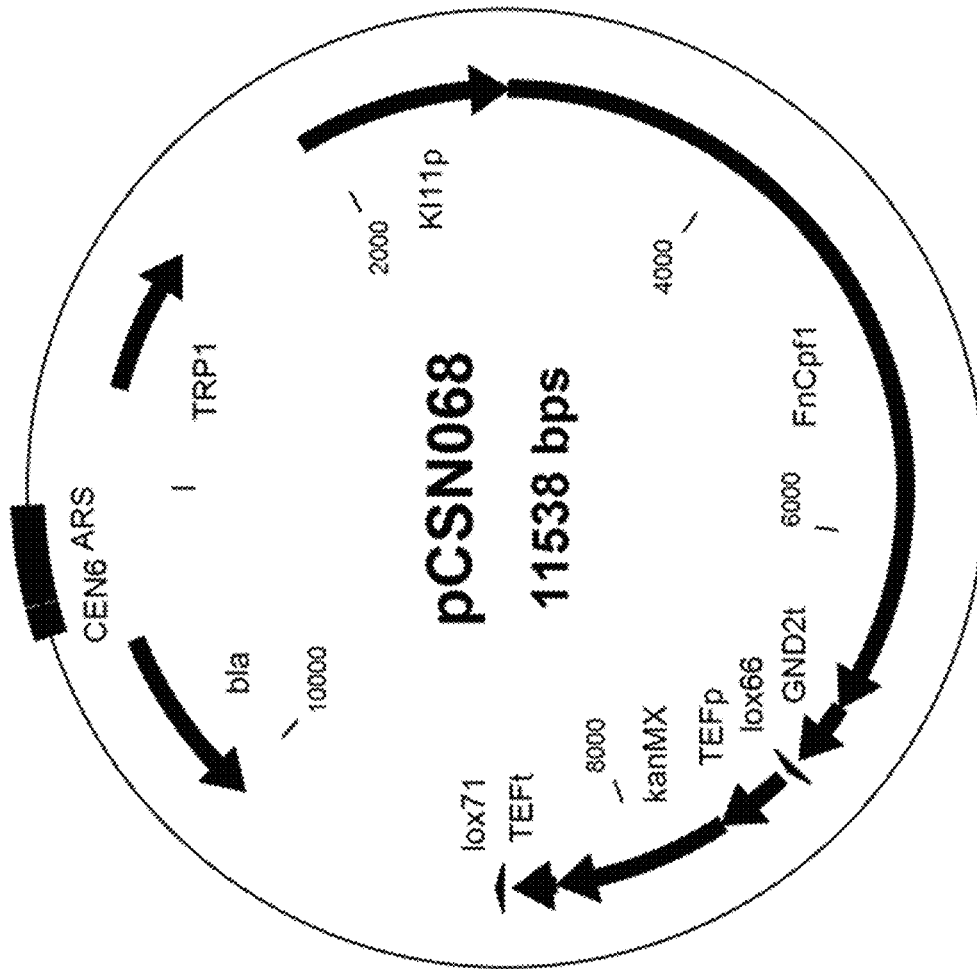 pCSN068
11538 bps
CEN6 ARS
TRP1
2000
KI11p
4000
FnCpf1
6000
GND2t
lox66
TEFp
kanMX
8000
TEFt
lox71
10000
bla